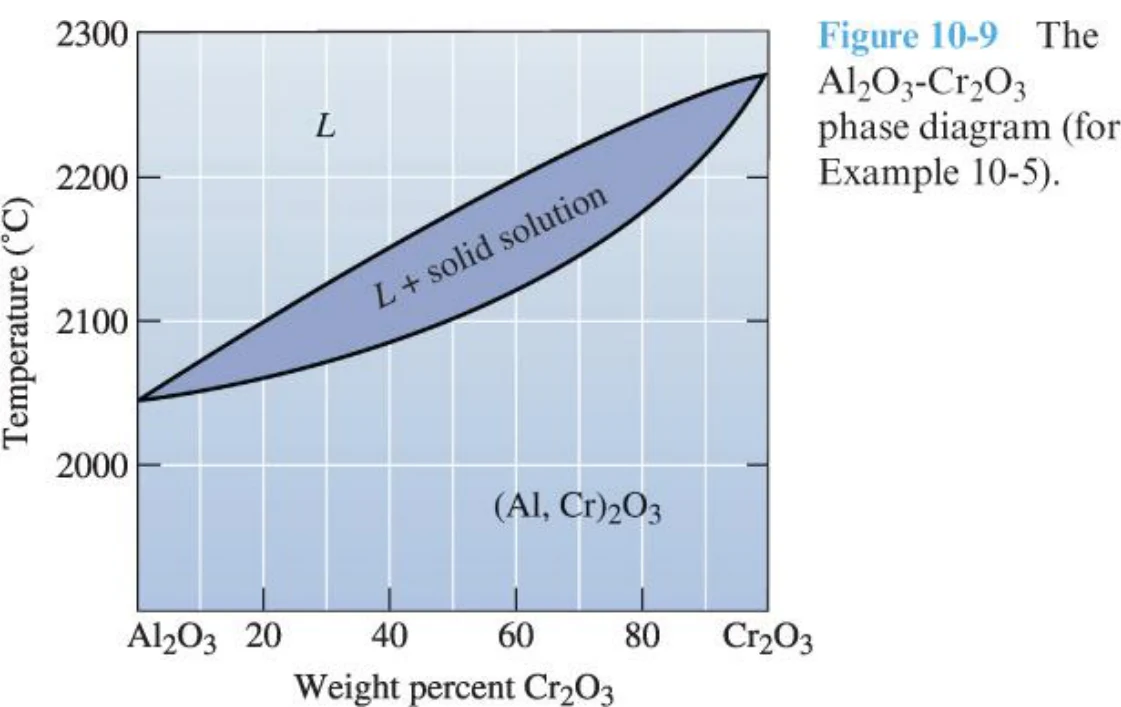 2300
2200
2100
2000
Temperature (°C)
L
L + solid solution
(Al, Cr)₂O₃
Al₂O₃ 20 40 60 80 Cr₂O₃
Weight percent Cr₂O₃
Figure 10-9 The
Al₂O₃-Cr₂O₃
phase diagram (for
Example 10-5).